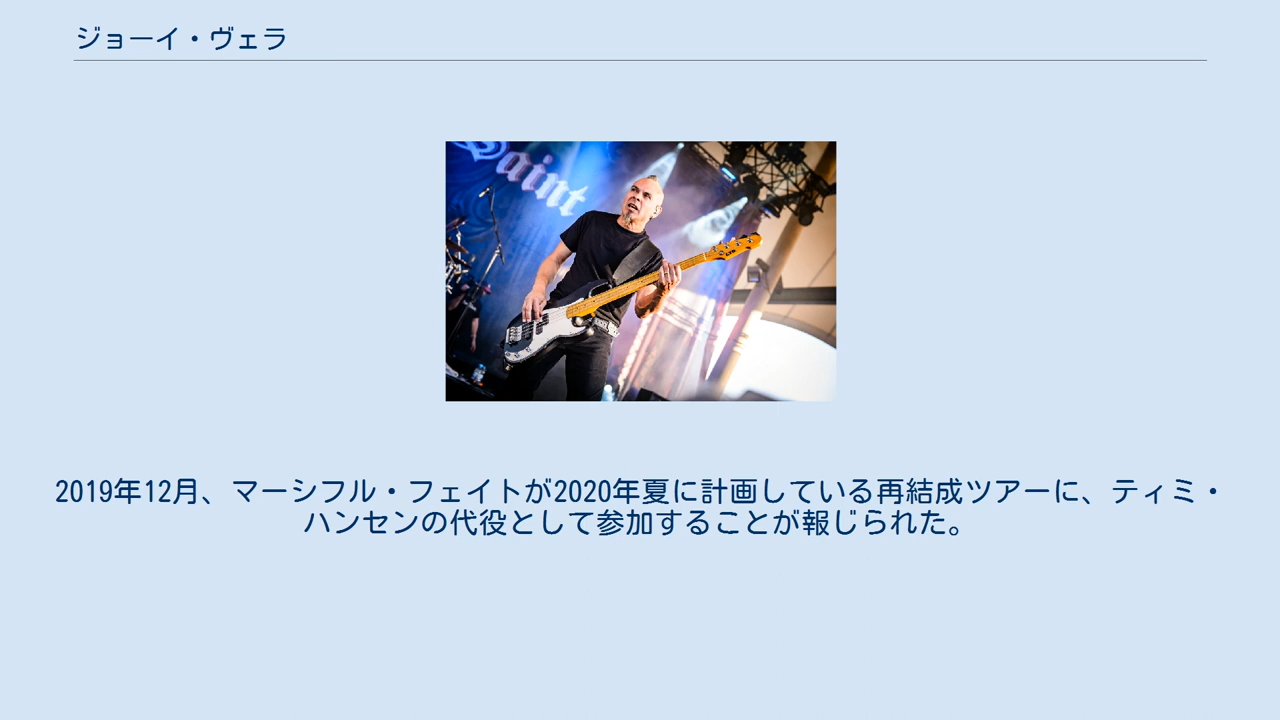 ジョーイ・ヴェラ
Saint
2019年12月、マーシフル・フェイトが2020年夏に計画している再結成ツアーに、ティミ・
ハンセンの代役として参加することが報じられた。